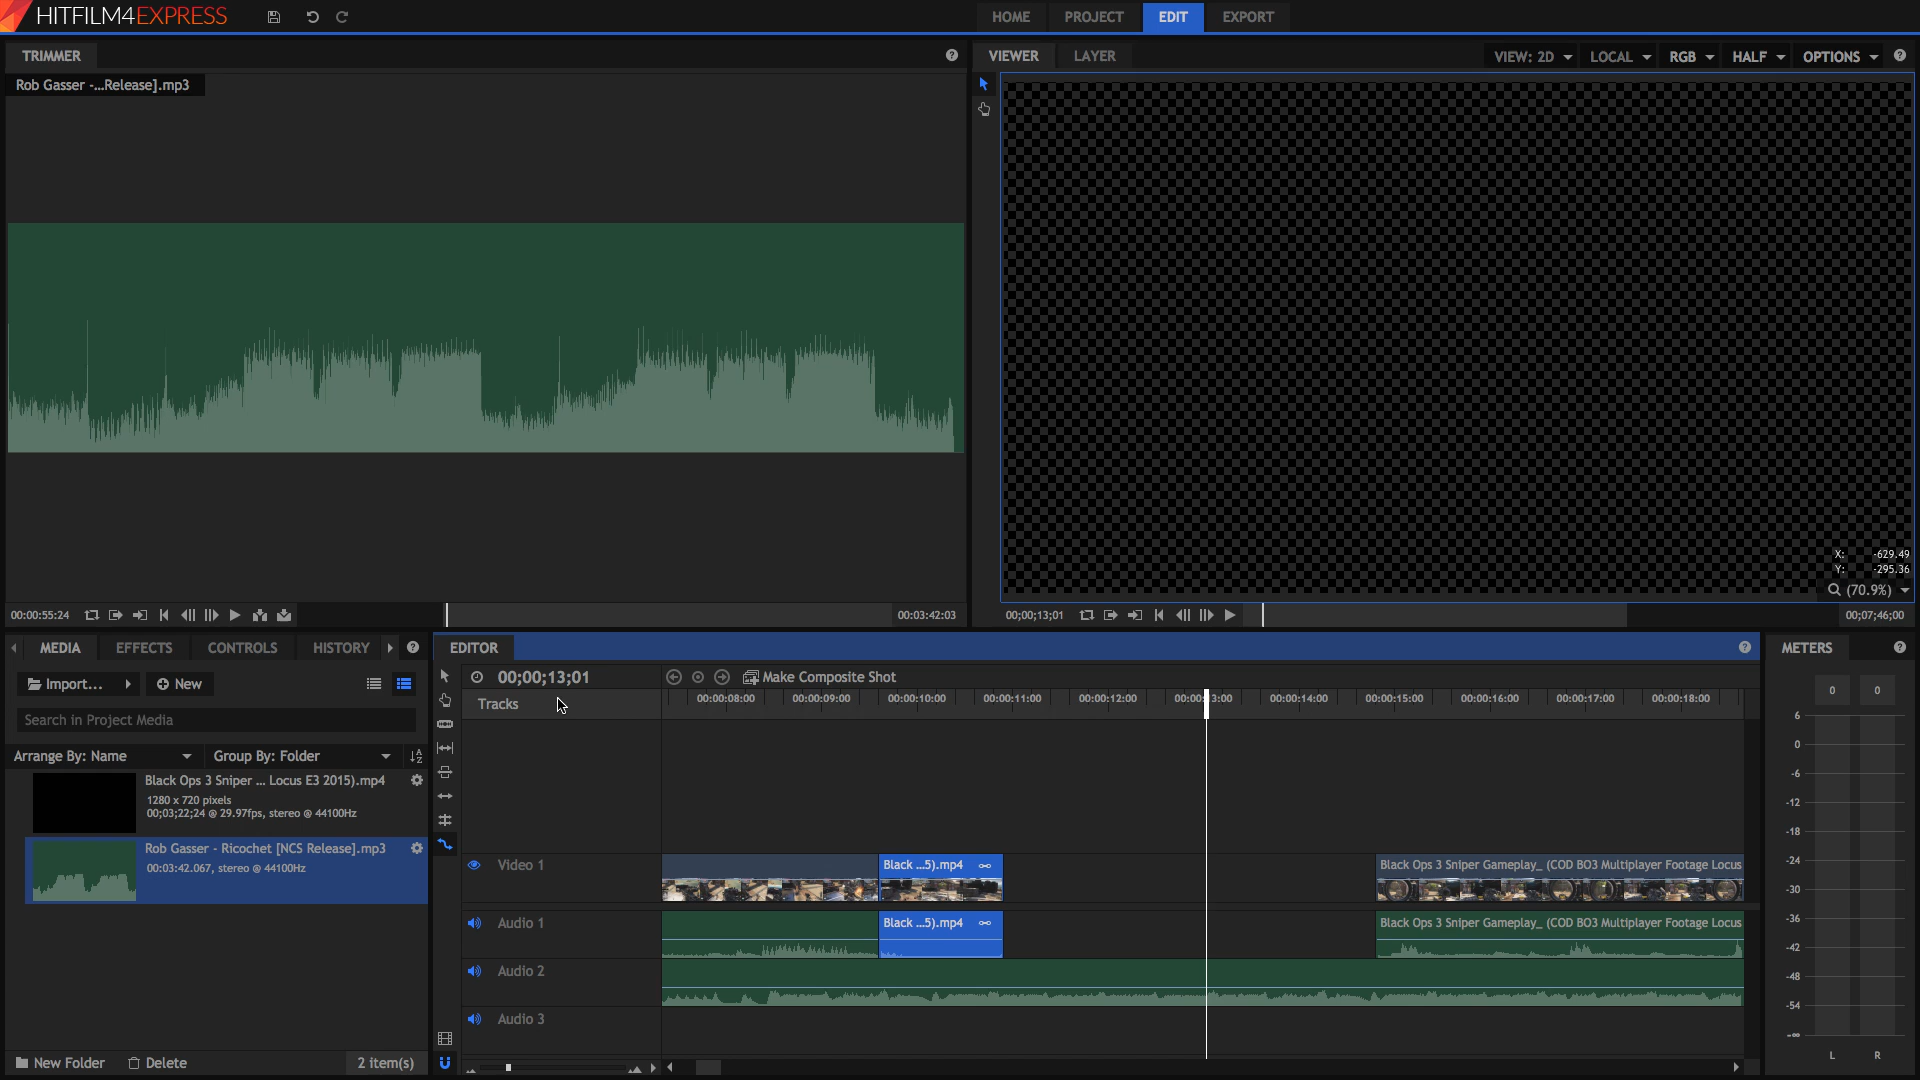 HITFILM4EXPRESS
HOME PROJECT EDIT EXPORT
TRIMMER
Rob Gasser -...Release].mp3
VIEWER LAYER VIEW: 2D LOCAL RGB HALF OPTIONS
X: -629.49
Y: -295.36
(70.9%)
00:00:55:24 00:03:42:03
00;00;13;01 00;07;46;00
MEDIA EFFECTS CONTROLS HISTORY
Import... New
Search in Project Media
Arrange By: Name Group By: Folder
Black Ops 3 Sniper ... Locus E3 2015).mp4
1280 x 720 pixels
00;03;22;24 @ 29.97fps, stereo @ 44100Hz
Rob Gasser - Ricochet [NCS Release].mp3
00:03:42.067, stereo @ 44100Hz
New Folder Delete 2 item(s)
EDITOR
00;00;13;01 Make Composite Shot
Tracks
00:00:08:00 00:00:09:00 00:00:10:00 00:00:11:00 00:00:12:00 00:00:13:00 00:00:14:00 00:00:15:00 00:00:16:00 00:00:17:00 00:00:18:00
Video 1 Black ...5).mp4 Black Ops 3 Sniper Gameplay_ (COD BO3 Multiplayer Footage Locus
Audio 1 Black ...5).mp4 Black Ops 3 Sniper Gameplay_ (COD BO3 Multiplayer Footage Locus
Audio 2
Audio 3
METERS
0 0
6
0
-6
-12
-18
-24
-30
-36
-42
-48
-54
-∞
L R